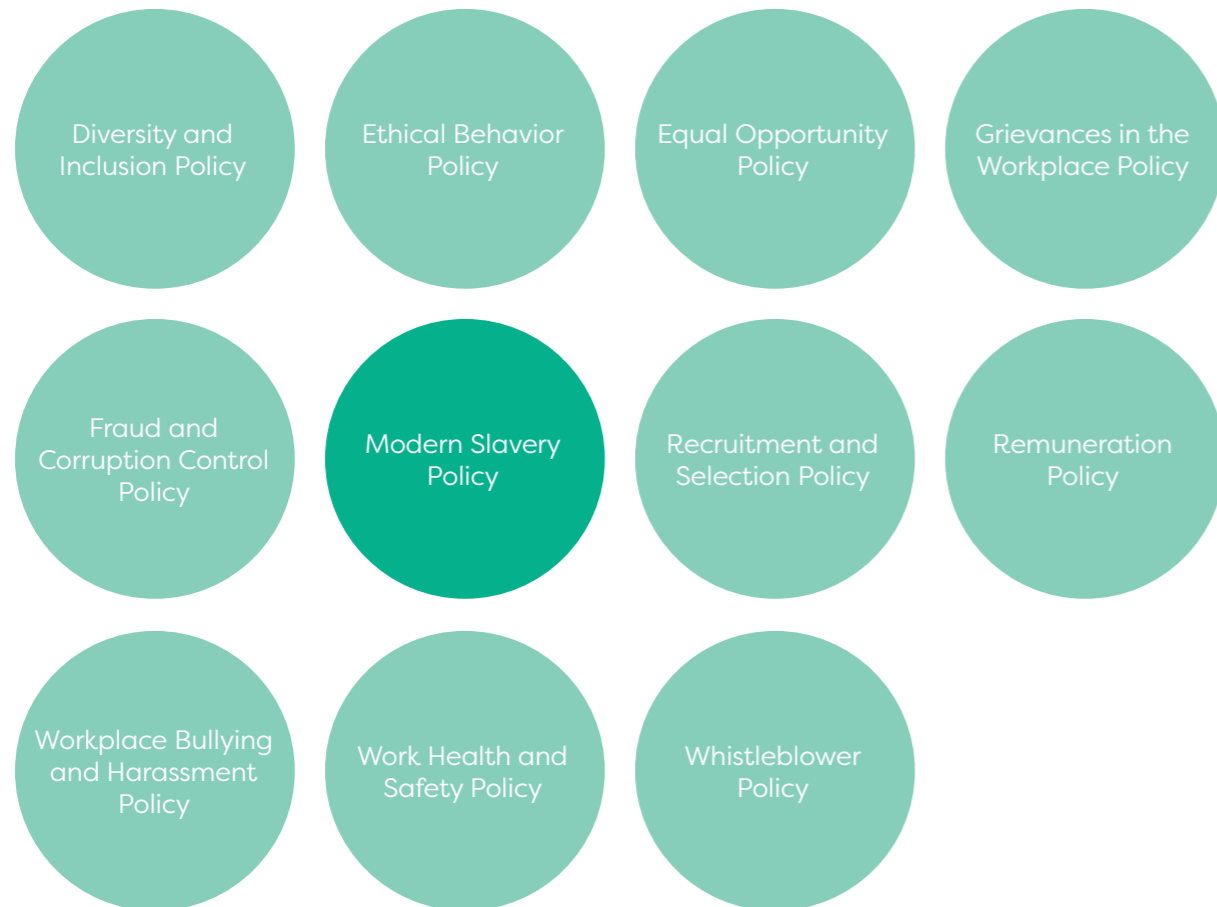 Diversity and
Inclusion Policy
Ethical Behavior
Policy
Equal Opportunity
Policy
Grievances in the
Workplace Policy
Fraud and
Corruption Control
Policy
Modern Slavery
Policy
Recruitment and
Selection Policy
Remuneration
Policy
Workplace Bullying
and Harassment
Policy
Work Health and
Safety Policy
Whistleblower
Policy